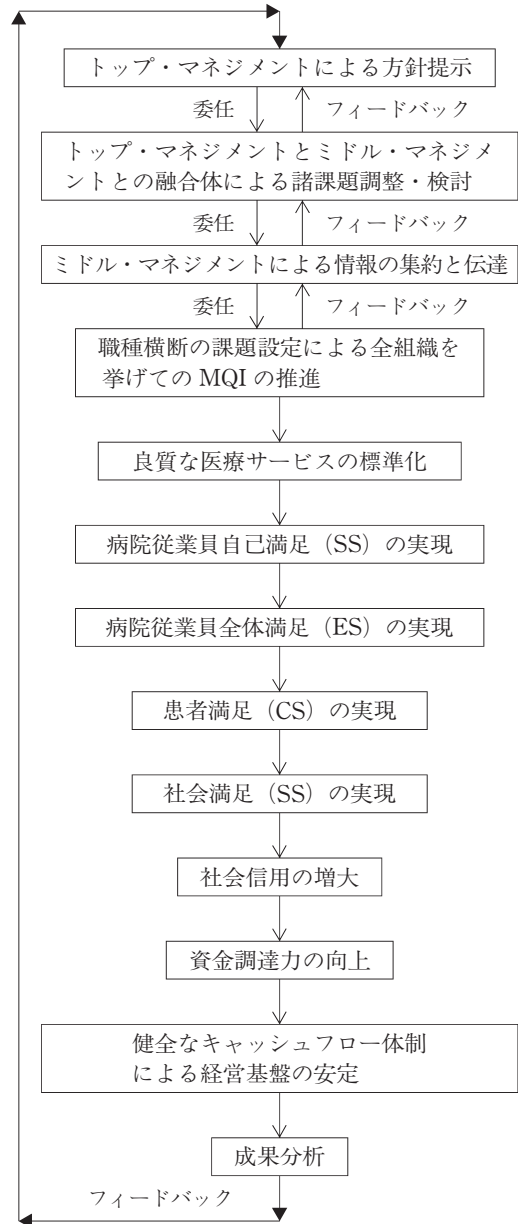 トップ・マネジメントによる方針提示
委任 フィードバック
トップ・マネジメントとミドル・マネジメ
ントとの融合体による諸課題調整・検討
委任 フィードバック
ミドル・マネジメントによる情報の集約と伝達
委任 フィードバック
職種横断の課題設定による全組織を
挙げての MQI の推進
良質な医療サービスの標準化
病院従業員自己満足（SS）の実現
病院従業員全体満足（ES）の実現
患者満足（CS）の実現
社会満足（SS）の実現
社会信用の増大
資金調達力の向上
健全なキャッシュフロー体制
による経営基盤の安定
成果分析
フィードバック